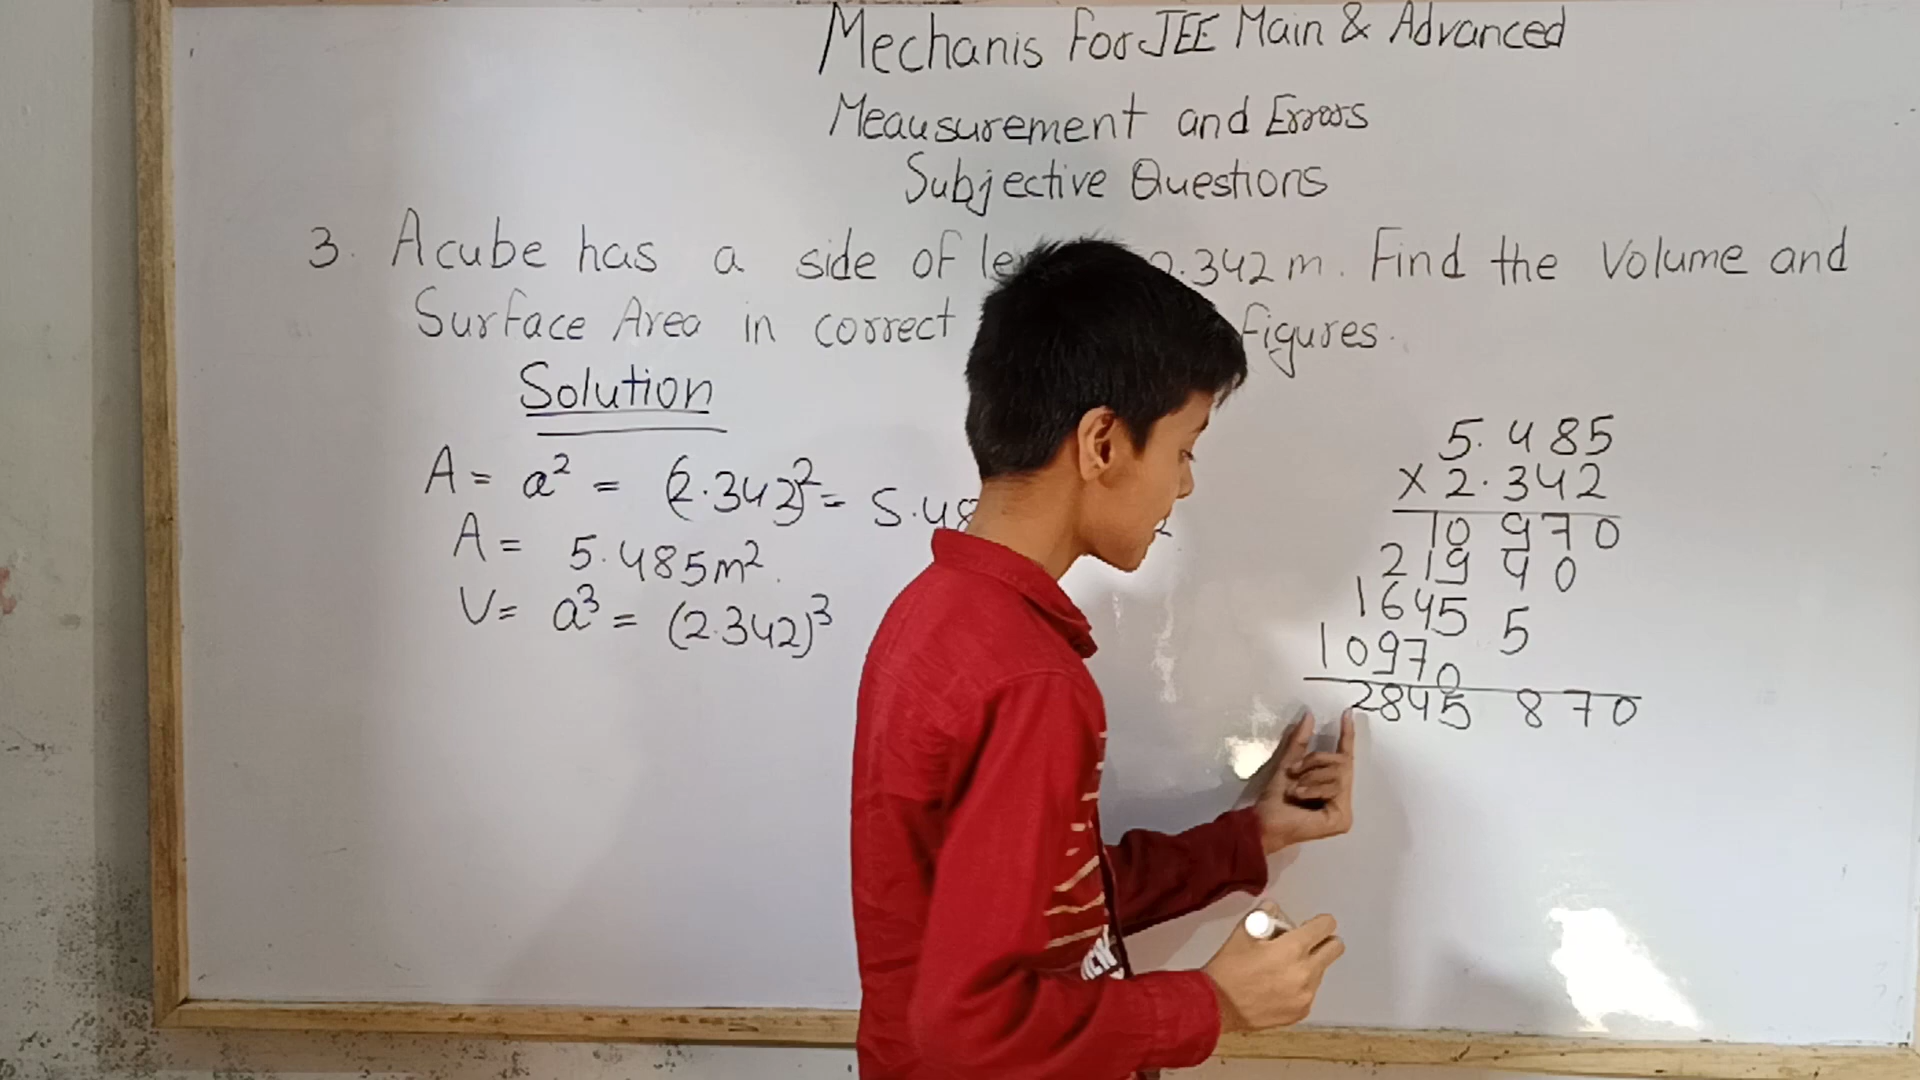 Mechanis For JEE Main & Advanced
Meausurement and Errors
Subjective Questions
3. A cube has a side of .342m. Find the Volume and
Surface Area in correct Figures.
Solution
A = a² = (2.342)² = 5.48
A = 5.485m².
V = a³ = (2.342)³
5.485
× 2.342
10970
21940
16455
10970
2845870